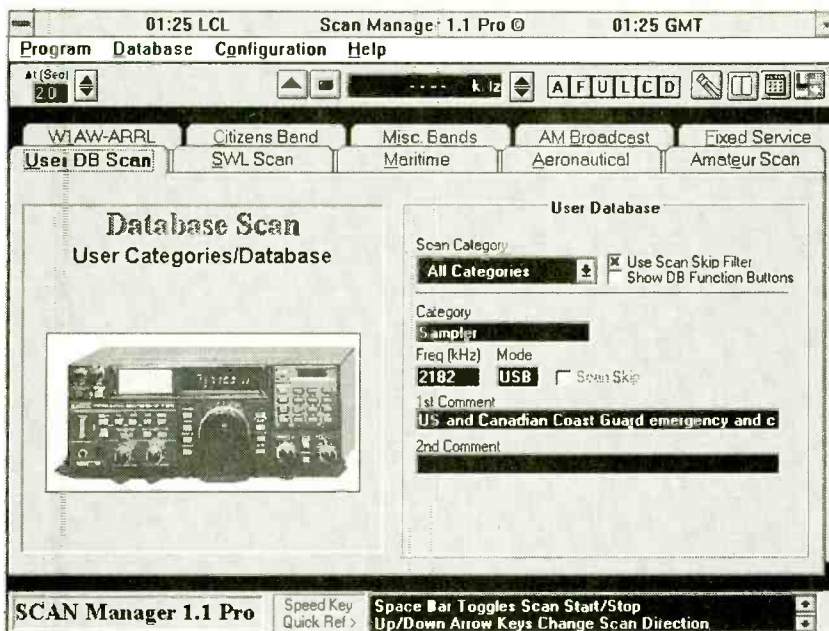 01:25 LCL Scan Manager 1.1 Pro © 01:25 GMT
Program Database Configuration Help
At (Sec)
20
---- kHz
A F U L C D
W1AW-ARRL Citizens Band Misc. Bands AM Broadcast Fixed Service
User DB Scan SWL Scan Maritime Aeronautical Amateur Scan
Database Scan
User Categories/Database
User Database
Scan Category
All Categories
Use Scan Skip Filter
Show DB Function Buttons
Category
Sampler
Freq (kHz) Mode
2182 USB Scan Skip
1st Comment
US and Canadian Coast Guard emergency and c
2nd Comment
SCAN Manager 1.1 Pro
Speed Key
Quick Ref >
Space Bar Toggles Scan Start/Stop
Up/Down Arrow Keys Change Scan Direction